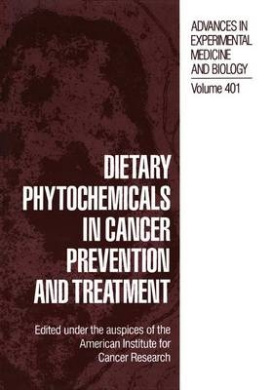 ADVANCES IN
EXPERIMENTAL
MEDICINE
AND BIOLOGY
Volume 401
DIETARY
PHYTOCHEMICALS
IN CANCER
PREVENTION
AND TREATMENT
Edited under the auspices of the
American Institute for
Cancer Research